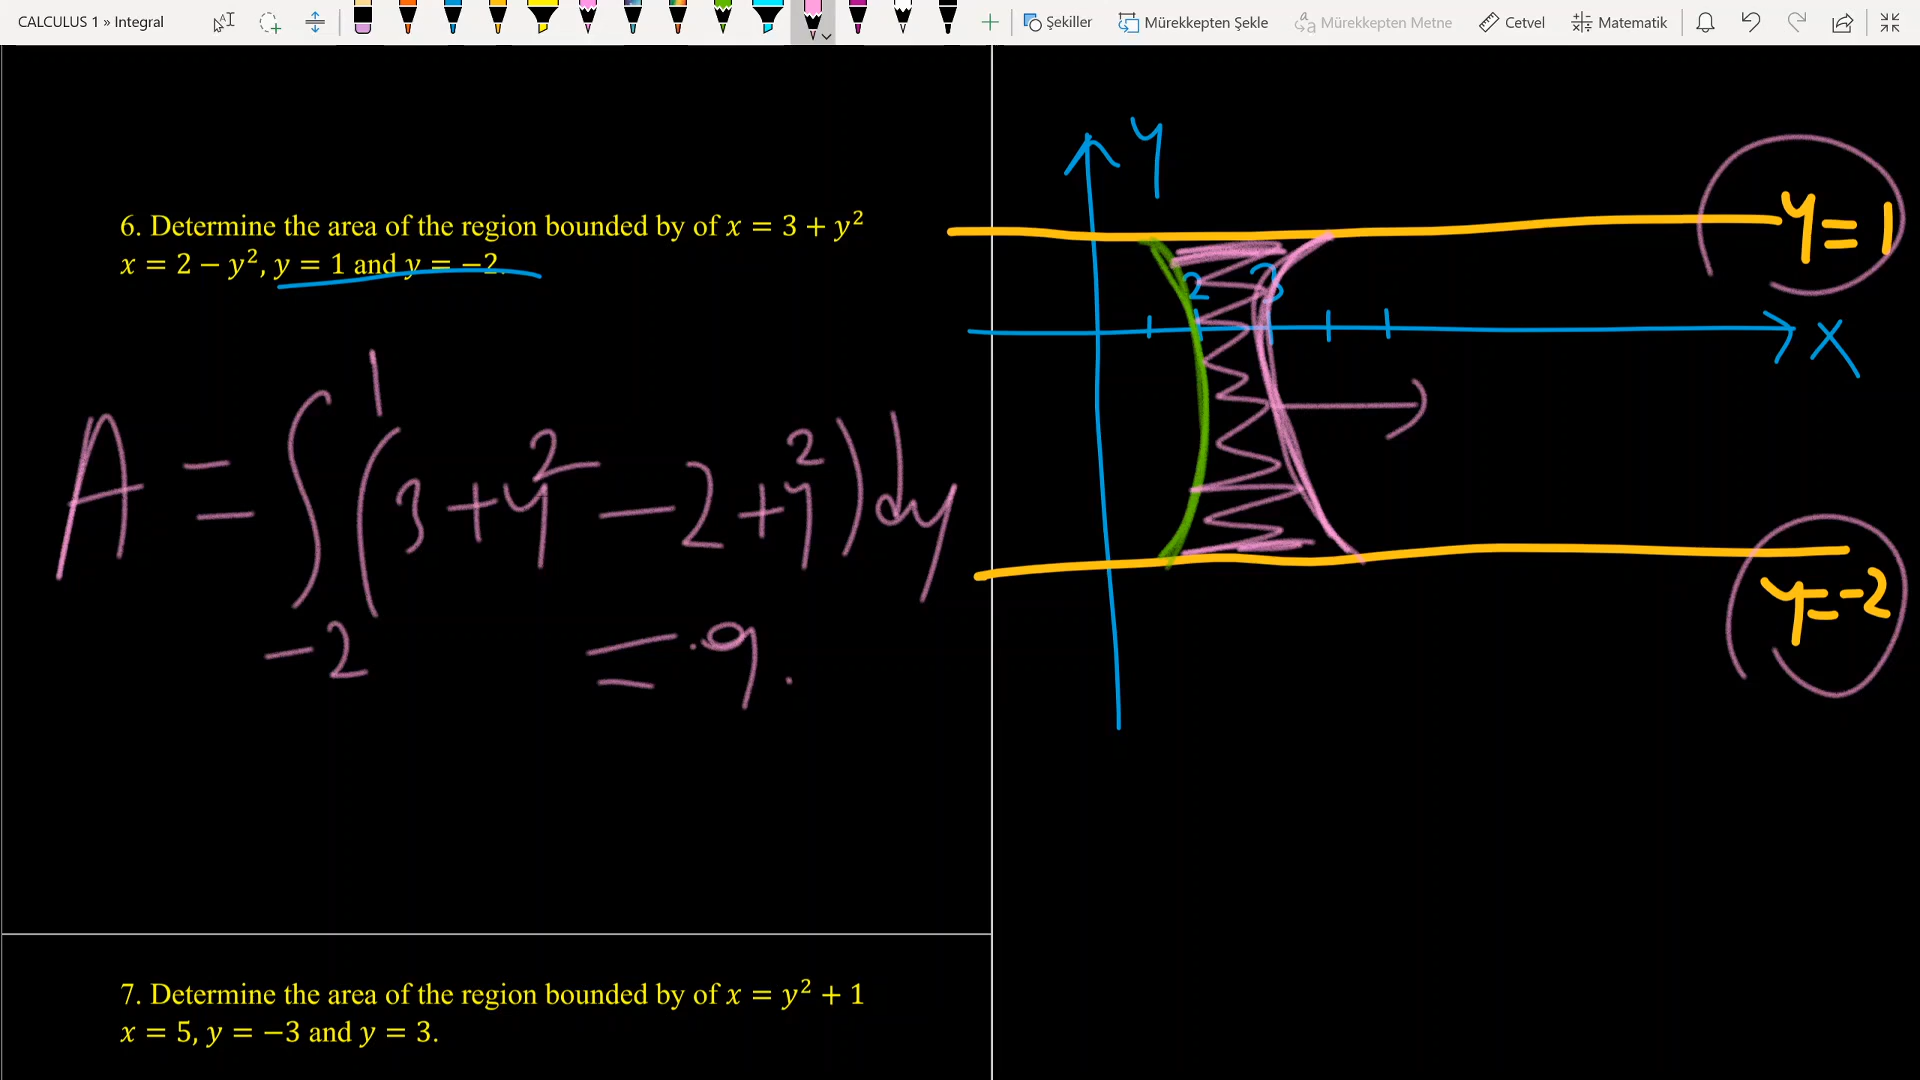 CALCULUS 1 » Integral
Şekiller
Mürekkepten Şekle
Mürekkepten Metne
Cetvel
Matematik
6. Determine the area of the region bounded by of x = 3 + y²
x = 2 − y², y = 1 and y = −2.
A = ∫₋₂¹ (3 + y² − 2 + y²) dy
= 9.
Y
y = 1
2 3
X
y = -2
7. Determine the area of the region bounded by of x = y² + 1
x = 5, y = −3 and y = 3.